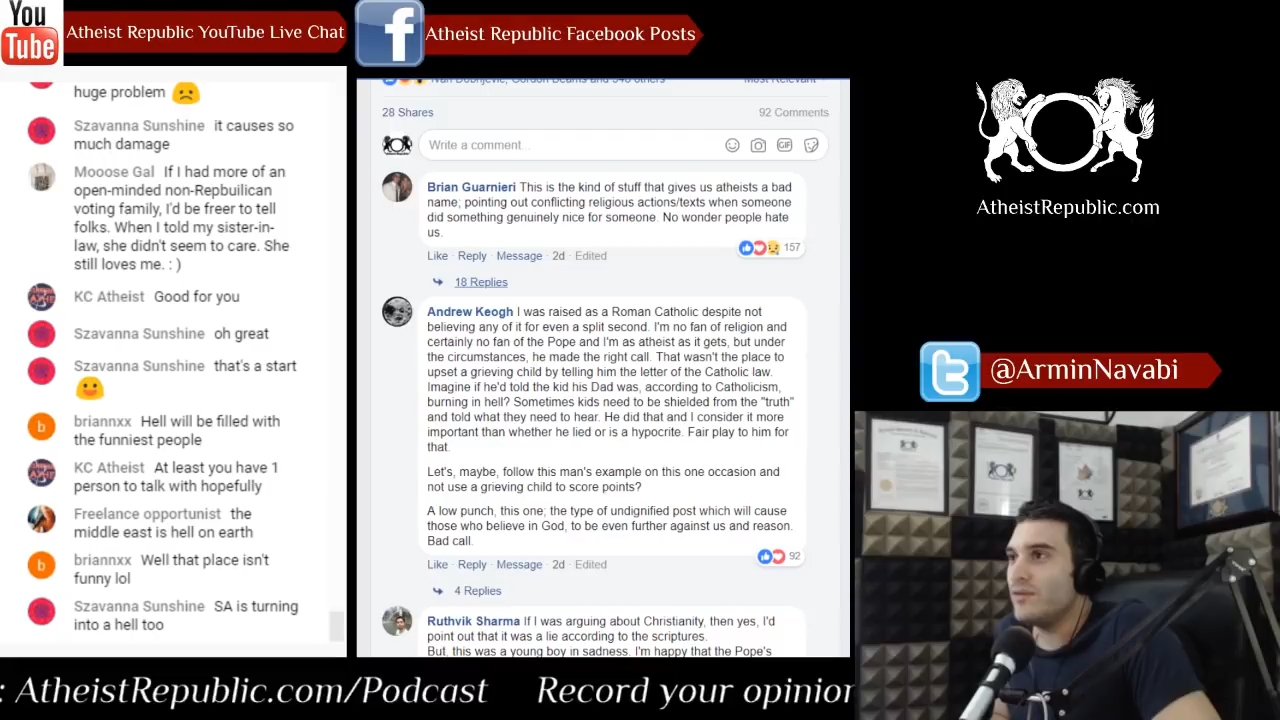 You
Tube
Atheist Republic YouTube Live Chat
f
Atheist Republic Facebook Posts
huge problem
Szavanna Sunshine it causes so
much damage
Mooose Gal If I had more of an
open-minded non-Repbuilican
voting family, I'd be freer to tell
folks. When I told my sister-in-
law, she didn't seem to care. She
still loves me. : )
KC Atheist Good for you
Szavanna Sunshine oh great
Szavanna Sunshine that's a start
b
briannxx Hell will be filled with
the funniest people
KC Atheist At least you have 1
person to talk with hopefully
Freelance opportunist the
middle east is hell on earth
b
briannxx Well that place isn't
funny lol
Szavanna Sunshine SA is turning
into a hell too
Ivan Dobrijevic, Gordon Beams and 940 others
Most Relevant
28 Shares
92 Comments
Write a comment...
GIF
Brian Guarnieri This is the kind of stuff that gives us atheists a bad
name; pointing out conflicting religious actions/texts when someone
did something genuinely nice for someone. No wonder people hate
us.
157
Like · Reply · Message · 2d · Edited
18 Replies
Andrew Keogh I was raised as a Roman Catholic despite not
believing any of it for even a split second. I'm no fan of religion and
certainly no fan of the Pope and I'm as atheist as it gets, but under
the circumstances, he made the right call. That wasn't the place to
upset a grieving child by telling him the letter of the Catholic law.
Imagine if he'd told the kid his Dad was, according to Catholicism,
burning in hell? Sometimes kids need to be shielded from the "truth"
and told what they need to hear. He did that and I consider it more
important than whether he lied or is a hypocrite. Fair play to him for
that.
Let's, maybe, follow this man's example on this one occasion and
not use a grieving child to score points?
A low punch, this one; the type of undignified post which will cause
those who believe in God, to be even further against us and reason.
Bad call.
92
Like · Reply · Message · 2d · Edited
4 Replies
Ruthvik Sharma If I was arguing about Christianity, then yes, I'd
point out that it was a lie according to the scriptures.
But, this was a young boy in sadness. I'm happy that the Pope's
AtheistRepublic.com
@ArminNavabi
: AtheistRepublic.com/Podcast Record your opinion